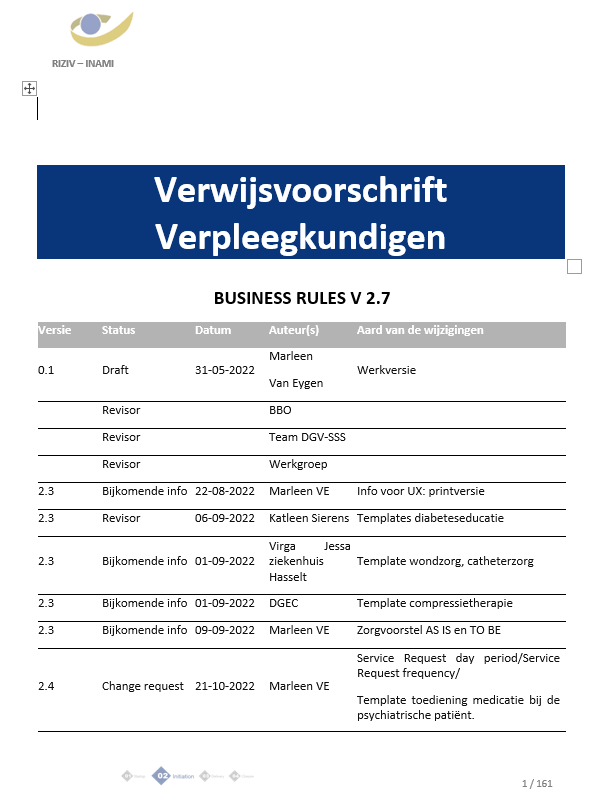 RIZIV – INAMI
Verwijsvoorschrift
Verpleegkundigen
BUSINESS RULES V 2.7
Versie Status Datum Auteur(s) Aard van de wijzigingen
0.1 Draft 31-05-2022 Marleen Van Eygen Werkversie
Revisor BBO
Revisor Team DGV-SSS
Revisor Werkgroep
2.3 Bijkomende info 22-08-2022 Marleen VE Info voor UX: printversie
2.3 Revisor 06-09-2022 Katleen Sierens Templates diabeteseducatie
2.3 Bijkomende info 01-09-2022 Virga Jessa ziekenhuis Hasselt Template wondzorg, catheterzorg
2.3 Bijkomende info 01-09-2022 DGEC Template compressietherapie
2.3 Bijkomende info 09-09-2022 Marleen VE Zorgvoorstel AS IS en TO BE
2.4 Change request 21-10-2022 Marleen VE Service Request day period/Service
Request frequency/
Template toediening medicatie bij de
psychiatrische patiënt.
02 Initiation
1 / 161